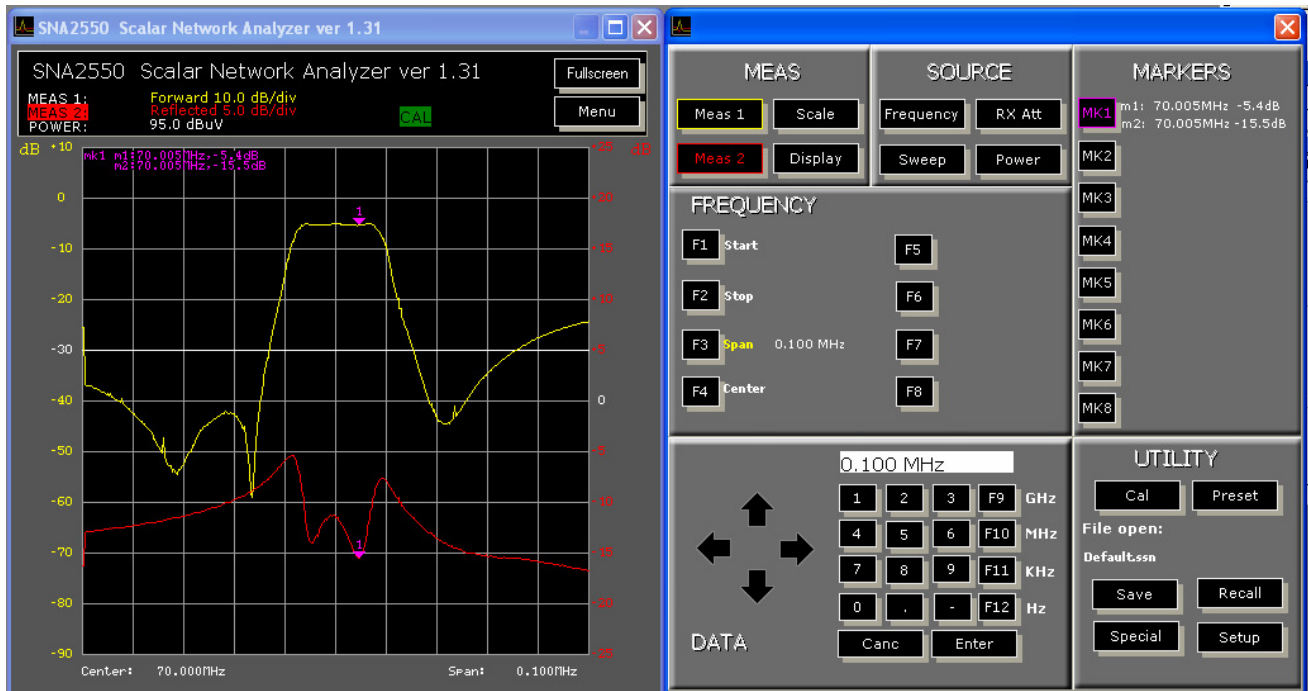 SNA2550 Scalar Network Analyzer ver 1.31
SNA2550 Scalar Network Analyzer ver 1.31
Fullscreen
MEAS 1: Forward 10.0 dB/div
MEAS 2: Reflected 5.0 dB/div
POWER: 95.0 dBuV
CAL
Menu
dB +10
+25 dB
mk1 m1:70.005MHz,-5.4dB
m2:70.005MHz,-15.5dB
0
+20
1
-10
+15
-20
+10
-30
+5
-40
0
-50
-5
-60
-10
-70
1
-15
-80
-20
-90
-25
Center: 70.000MHz
Span: 0.100MHz
MEAS
Meas 1
Scale
Meas 2
Display
SOURCE
Frequency
RX Att
Sweep
Power
MARKERS
MK1 m1: 70.005MHz -5.4dB
m2: 70.005MHz -15.5dB
MK2
MK3
MK4
MK5
MK6
MK7
MK8
FREQUENCY
F1 Start
F5
F2 Stop
F6
F3 Span 0.100 MHz
F7
F4 Center
F8
0.100 MHz
1 2 3 F9 GHz
4 5 6 F10 MHz
7 8 9 F11 KHz
0 . - F12 Hz
DATA
Canc
Enter
UTILITY
Cal
Preset
File open:
Default.ssn
Save
Recall
Special
Setup